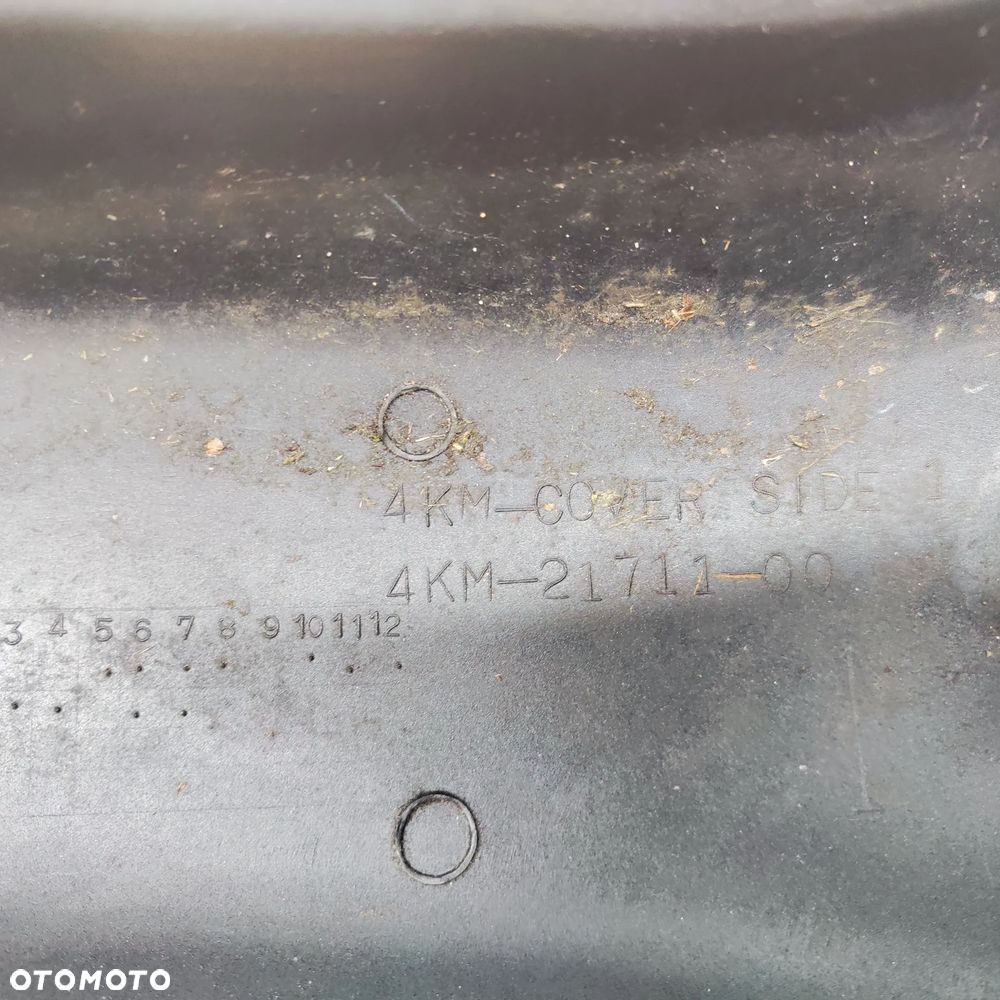 4KM-COVER SIDE 1
4KM-21711-00
3 4 5 6 7 8 9 10 11 12
OTOMOTO